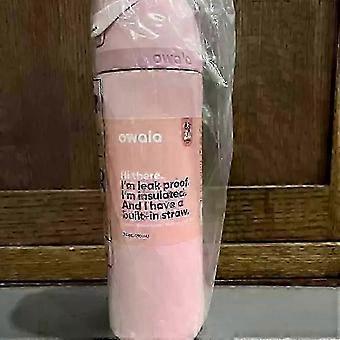 owala
owala
Hi there.
I'm leak proof.
I'm insulated.
And I have a
built-in straw.